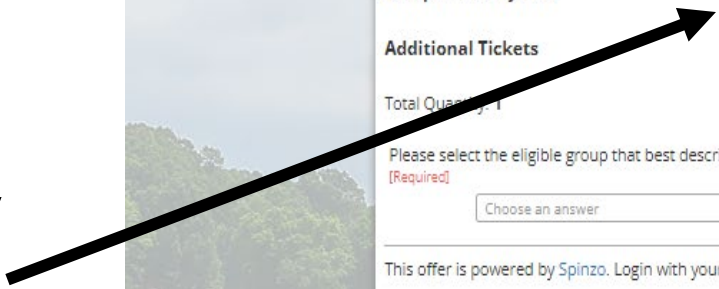 Additional Tickets
Total Quantity: 1
Please select the eligible group that best descr
[Required]
Choose an answer
This offer is powered by Spinzo. Login with your